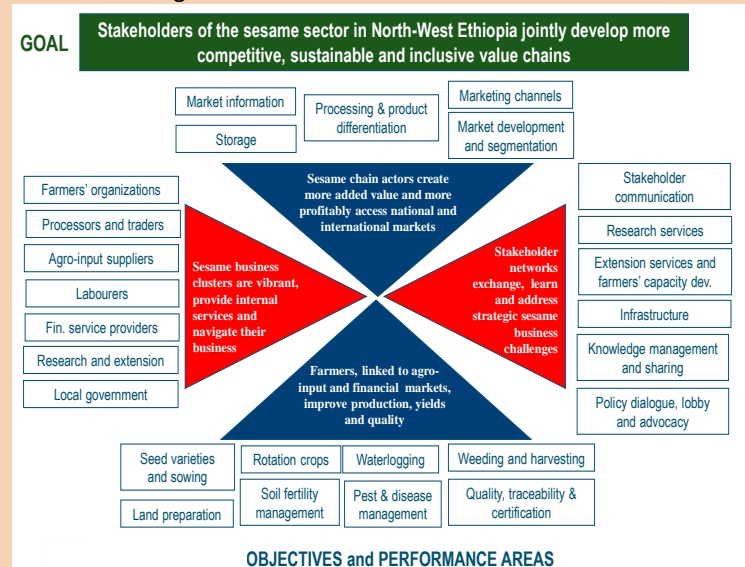 GOAL
Stakeholders of the sesame sector in North-West Ethiopia jointly develop more
competitive, sustainable and inclusive value chains
Market information
Storage
Processing & product
differentiation
Marketing channels
Market development
and segmentation
Sesame chain actors create
more added value and more
profitably access national and
international markets
Farmers' organizations
Processors and traders
Agro-input suppliers
Labourers
Fin. service providers
Research and extension
Local government
Sesame business
clusters are vibrant,
provide internal
services and
navigate their
business
Stakeholder
networks
exchange, learn
and address
strategic sesame
business
challenges
Stakeholder
communication
Research services
Extension services and
farmers' capacity dev.
Infrastructure
Knowledge management
and sharing
Policy dialogue, lobby
and advocacy
Farmers, linked to agro-
input and financial markets,
improve production, yields
and quality
Seed varieties
and sowing
Land preparation
Rotation crops
Soil fertility
management
Waterlogging
Pest & disease
management
Weeding and harvesting
Quality, traceability &
certification
OBJECTIVES and PERFORMANCE AREAS